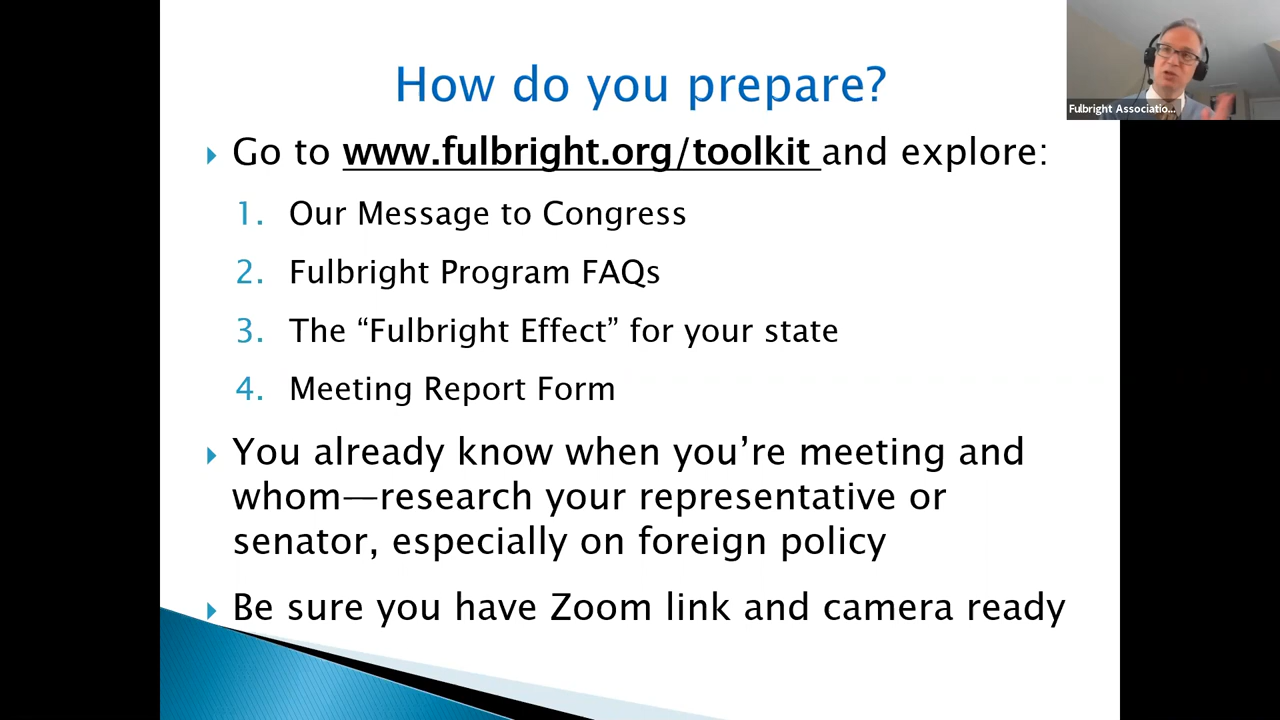 How do you prepare?
Fulbright Associatio...
Go to www.fulbright.org/toolkit and explore:
1. Our Message to Congress
2. Fulbright Program FAQs
3. The “Fulbright Effect” for your state
4. Meeting Report Form
You already know when you’re meeting and
whom—research your representative or
senator, especially on foreign policy
Be sure you have Zoom link and camera ready